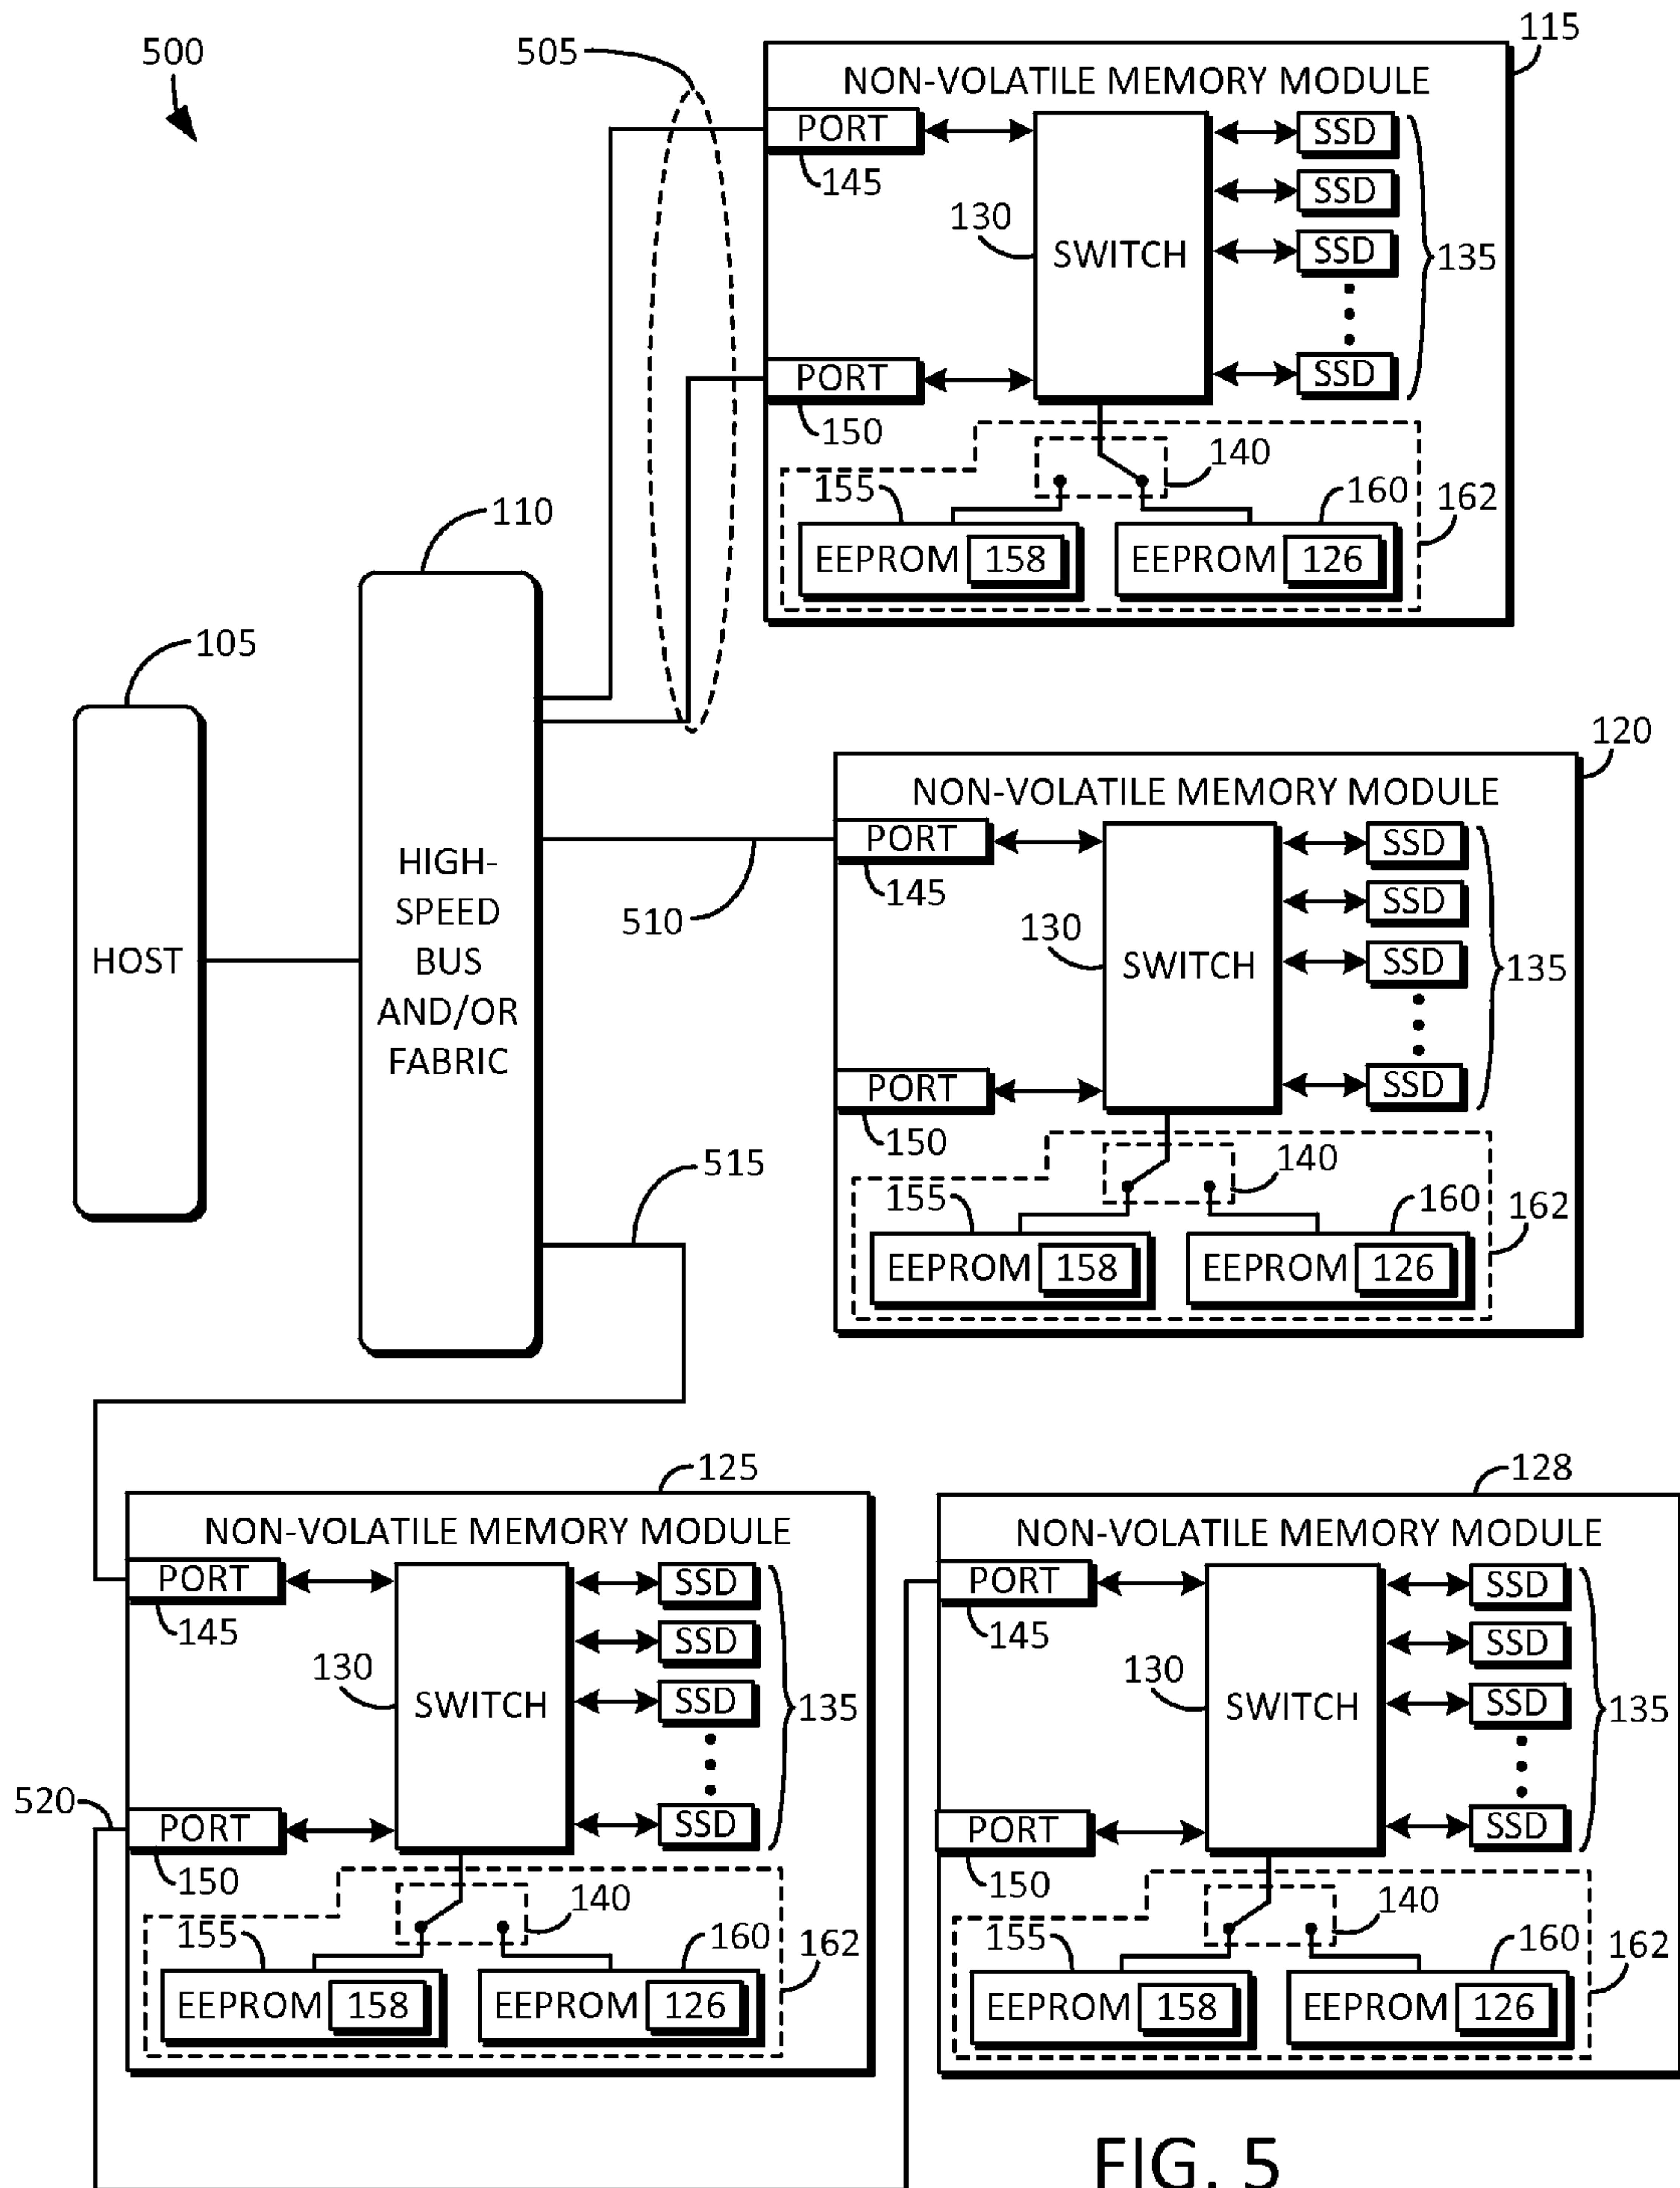 500
505
115
NON-VOLATILE MEMORY MODULE
PORT
145
130
SWITCH
SSD
SSD
SSD
SSD
135
PORT
150
140
155
160
162
EEPROM 158
EEPROM 126
110
HIGH-
SPEED
BUS
AND/OR
FABRIC
105
HOST
120
NON-VOLATILE MEMORY MODULE
PORT
145
510
130
SWITCH
SSD
SSD
SSD
SSD
135
PORT
150
140
155
160
162
EEPROM 158
EEPROM 126
515
125
NON-VOLATILE MEMORY MODULE
PORT
145
130
SWITCH
SSD
SSD
SSD
SSD
135
520
PORT
150
140
155
160
162
EEPROM 158
EEPROM 126
128
NON-VOLATILE MEMORY MODULE
PORT
145
130
SWITCH
SSD
SSD
SSD
SSD
135
PORT
150
140
155
160
162
EEPROM 158
EEPROM 126
FIG. 5